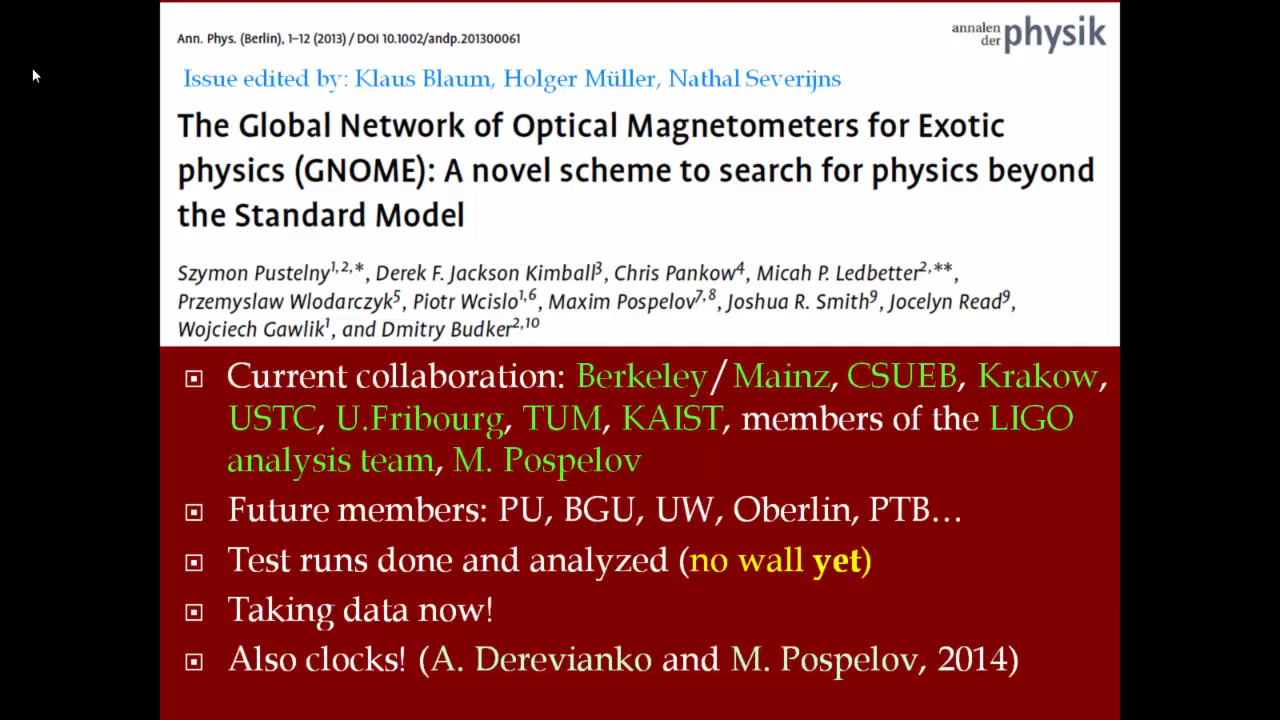 Ann. Phys. (Berlin), 1–12 (2013) / DOI 10.1002/andp.201300061
annalen der physik
Issue edited by: Klaus Blaum, Holger Müller, Nathal Severijns
The Global Network of Optical Magnetometers for Exotic
physics (GNOME): A novel scheme to search for physics beyond
the Standard Model
Szymon Pustelny1,2,*, Derek F. Jackson Kimball3, Chris Pankow4, Micah P. Ledbetter2,**,
Przemyslaw Wlodarczyk5, Piotr Wcislo1,6, Maxim Pospelov7,8, Joshua R. Smith9, Jocelyn Read9,
Wojciech Gawlik1, and Dmitry Budker2,10
Current collaboration: Berkeley/Mainz, CSUEB, Krakow,
USTC, U.Fribourg, TUM, KAIST, members of the LIGO
analysis team, M. Pospelov
Future members: PU, BGU, UW, Oberlin, PTB…
Test runs done and analyzed (no wall yet)
Taking data now!
Also clocks! (A. Derevianko and M. Pospelov, 2014)